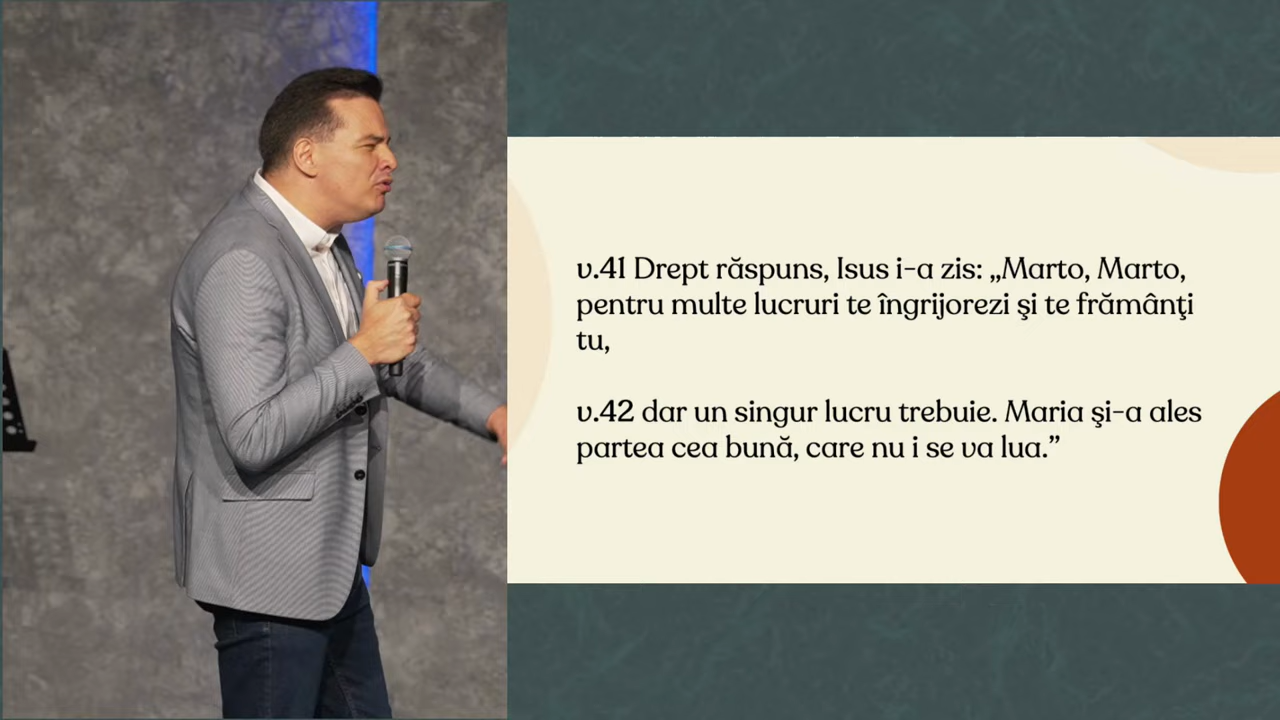 v.41 Drept răspuns, Isus i-a zis: „Marto, Marto,
pentru multe lucruri te îngrijorezi şi te frămânţi
tu,
v.42 dar un singur lucru trebuie. Maria şi-a ales
partea cea bună, care nu i se va lua.”